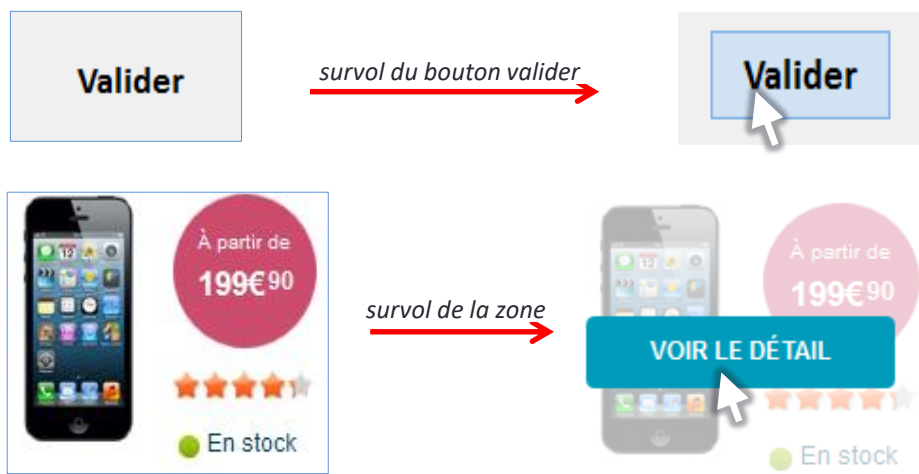 Valider
survol du bouton valider
Valider
À partir de
199€90
survol de la zone
En stock
À partir de
199€90
VOIR LE DÉTAIL
En stock